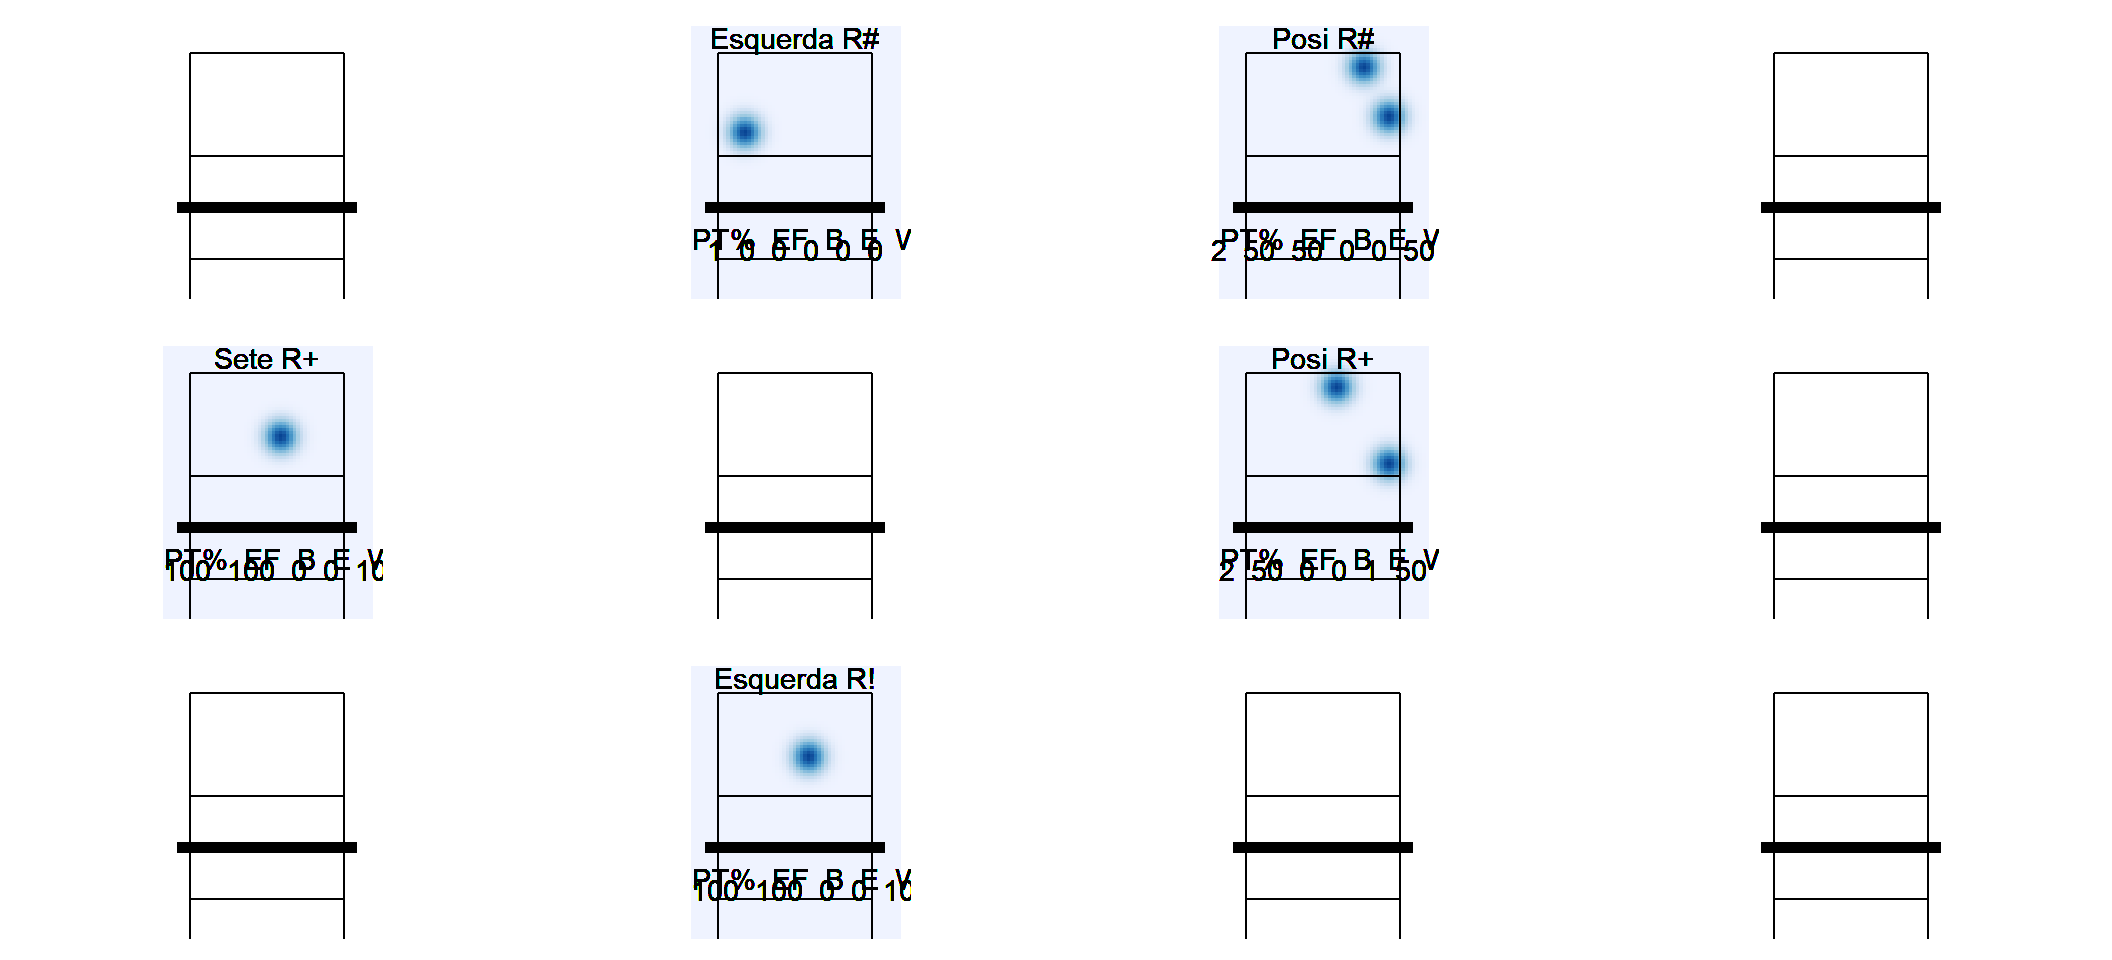 Esquerda R#
PT% EF B E V
1 0 0 0 0 0
Posi R#
PT% EF B E V
2 50 50 0 0 50
Sete R+
PT% EF B E V
100 100 0 0 10
Posi R+
PT% EF B E V
2 50 0 0 1 50
Esquerda R!
PT% EF B E V
100 100 0 0 10